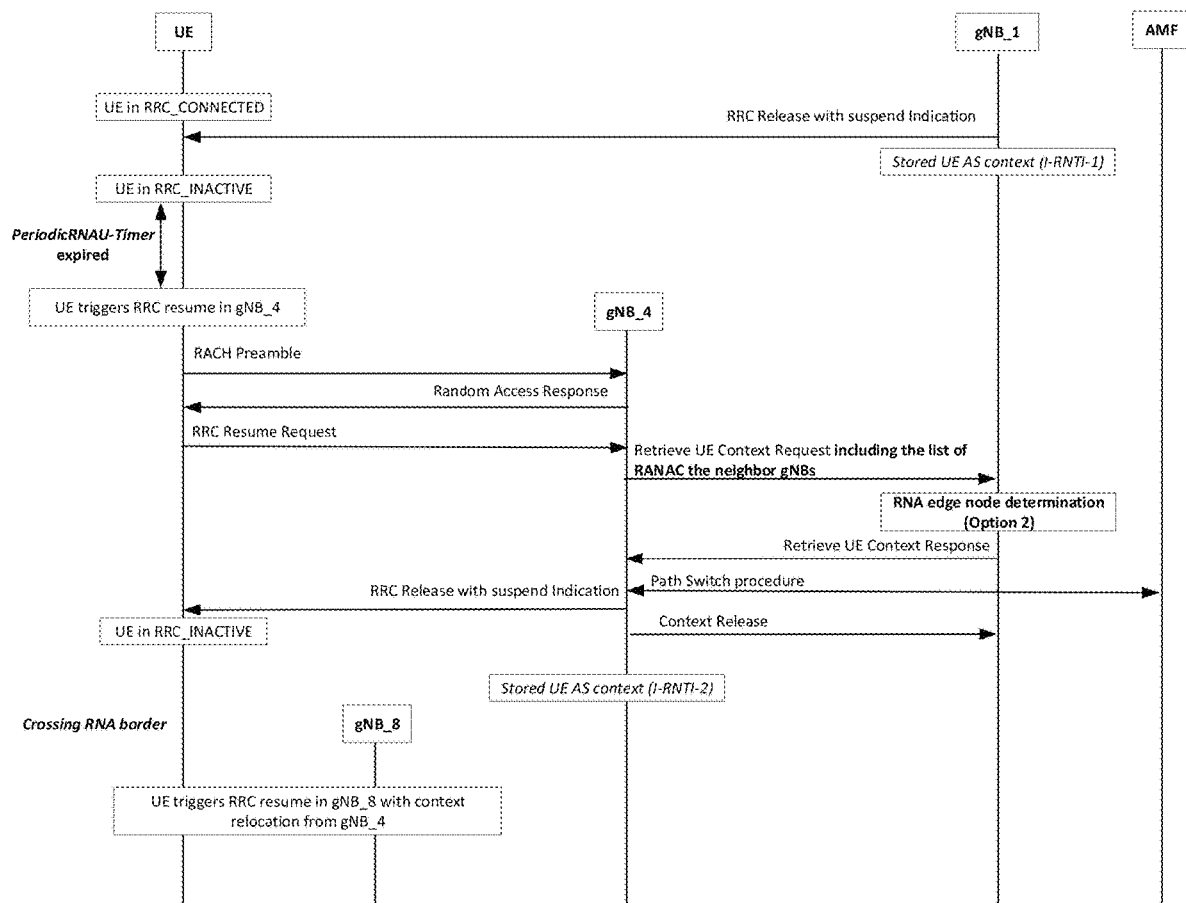 UE
gNB_1
AMF
UE in RRC_CONNECTED
RRC Release with suspend Indication
Stored UE AS context (I-RNTI-1)
UE in RRC_INACTIVE
PeriodicRNAU-Timer
expired
UE triggers RRC resume in gNB_4
gNB_4
RACH Preamble
Random Access Response
RRC Resume Request
Retrieve UE Context Request including the list of
RANAC the neighbor gNBs
RNA edge node determination
(Option 2)
Retrieve UE Context Response
Path Switch procedure
RRC Release with suspend Indication
UE in RRC_INACTIVE
Context Release
Stored UE AS context (I-RNTI-2)
Crossing RNA border
gNB_8
UE triggers RRC resume in gNB_8 with context
relocation from gNB_4